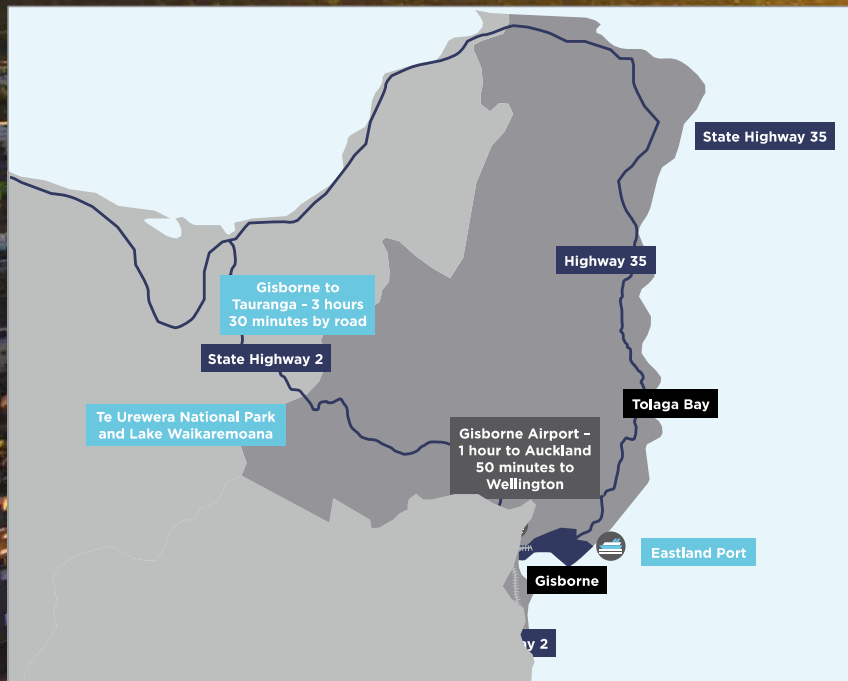 State Highway 35
Highway 35
Gisborne to
Tauranga – 3 hours
30 minutes by road
State Highway 2
Tolaga Bay
Te Urewera National Park
and Lake Waikaremoana
Gisborne Airport –
1 hour to Auckland
50 minutes to
Wellington
Eastland Port
Gisborne
ay 2